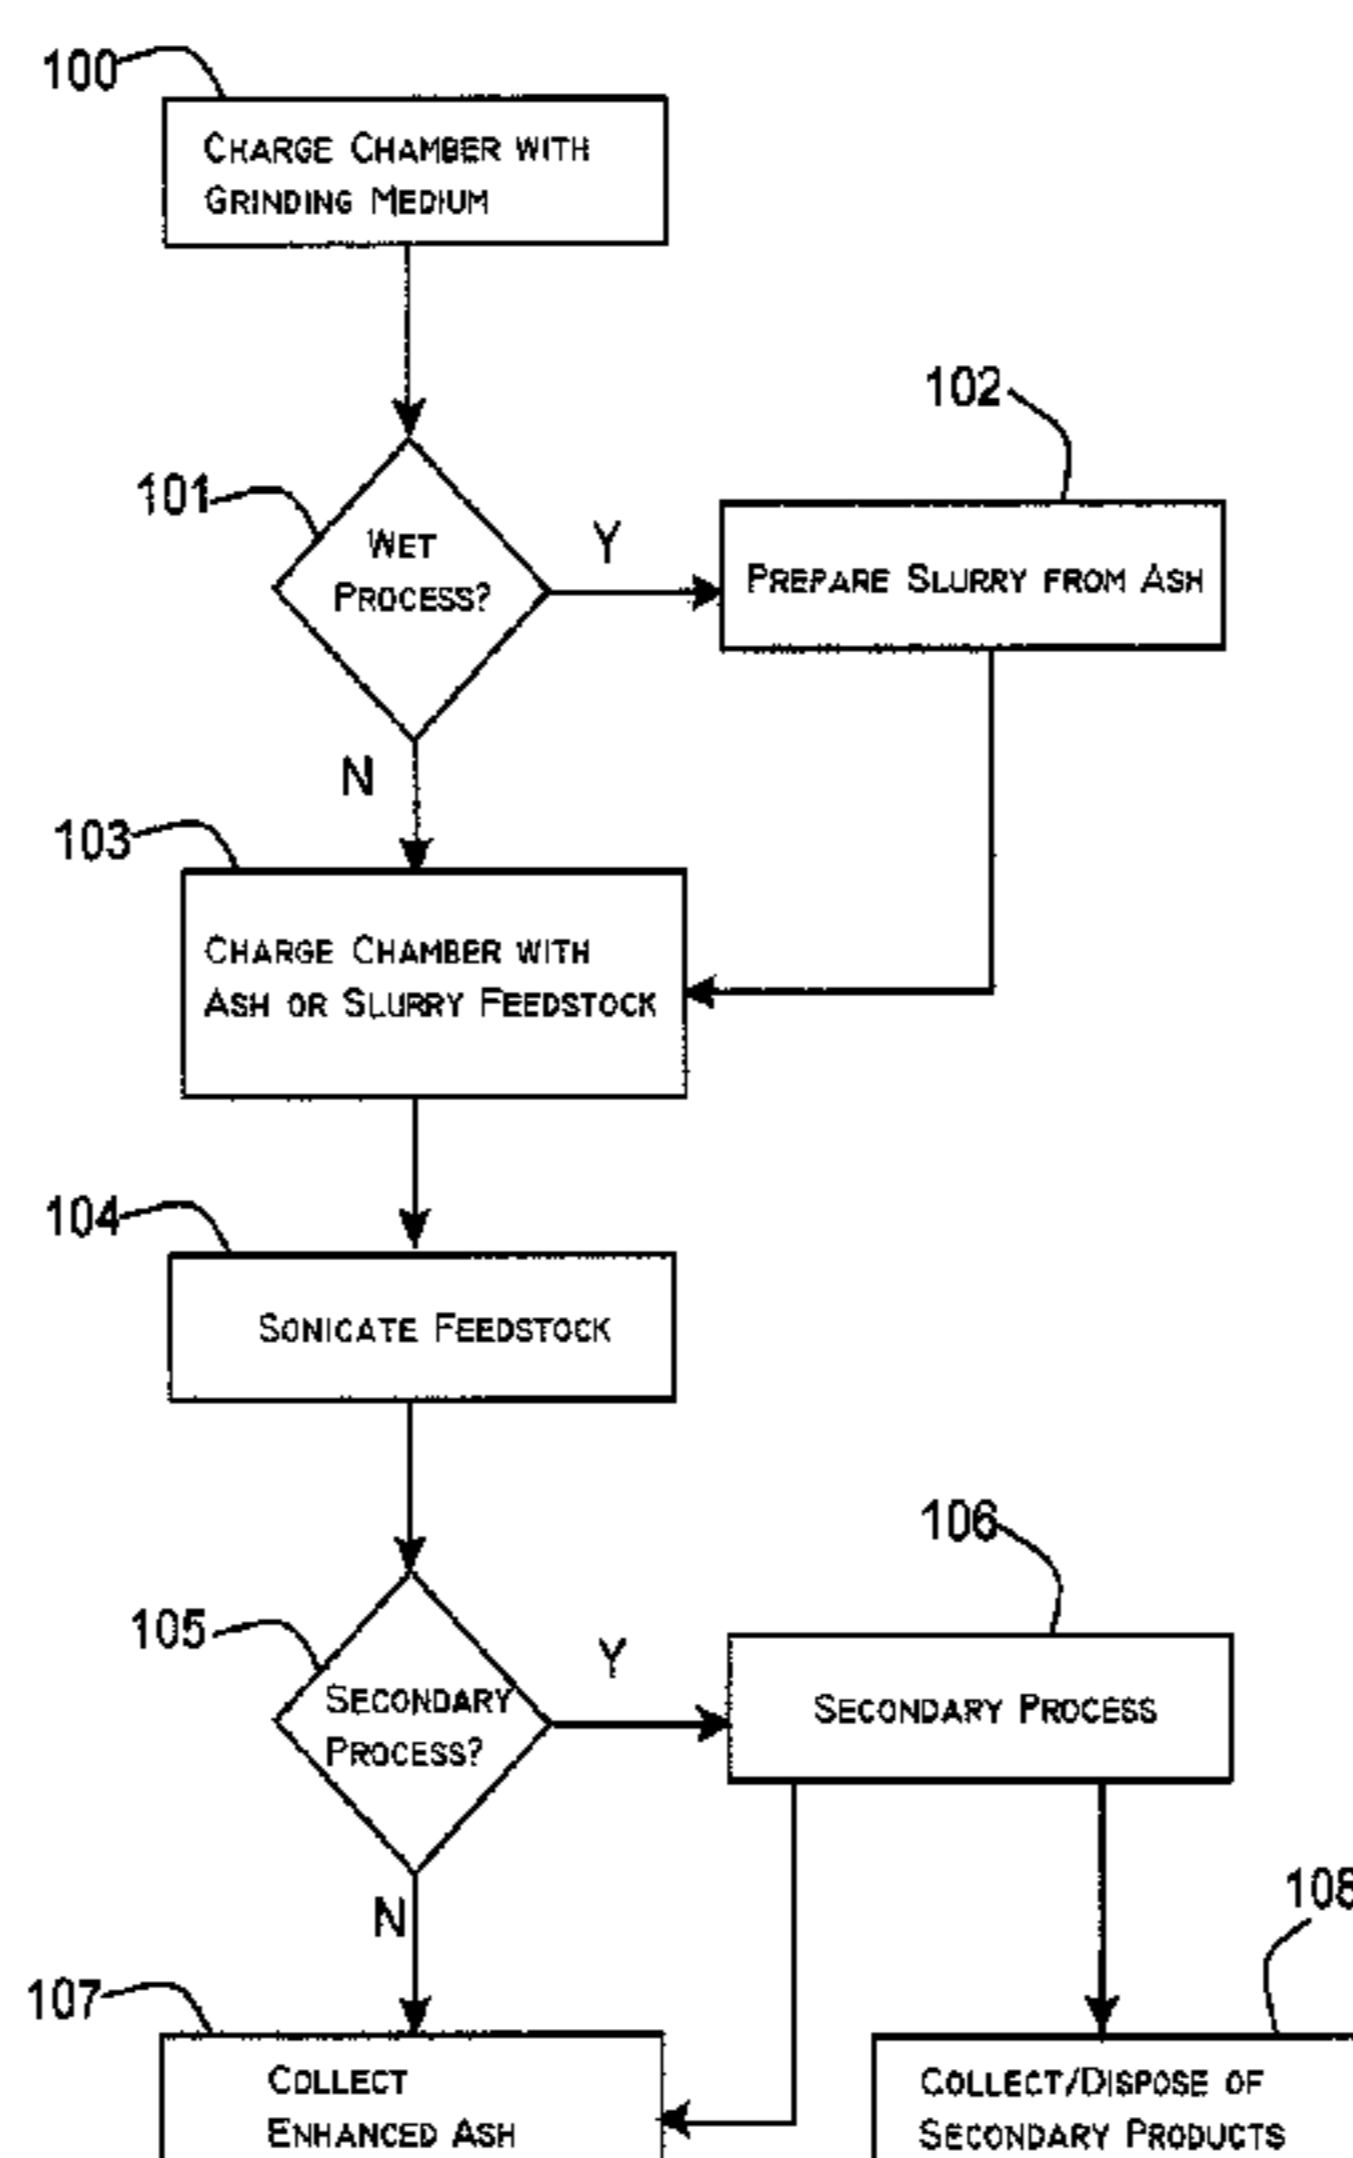 100
CHARGE CHAMBER WITH
GRINDING MEDIUM
102
101
WET
PROCESS?
Y
PREPARE SLURRY FROM ASH
N
103
CHARGE CHAMBER WITH
ASH OR SLURRY FEEDSTOCK
104
SONICATE FEEDSTOCK
106
105
SECONDARY
PROCESS?
Y
SECONDARY PROCESS
N
108
107
COLLECT
ENHANCED ASH
COLLECT/DISPOSE OF
SECONDARY PRODUCTS